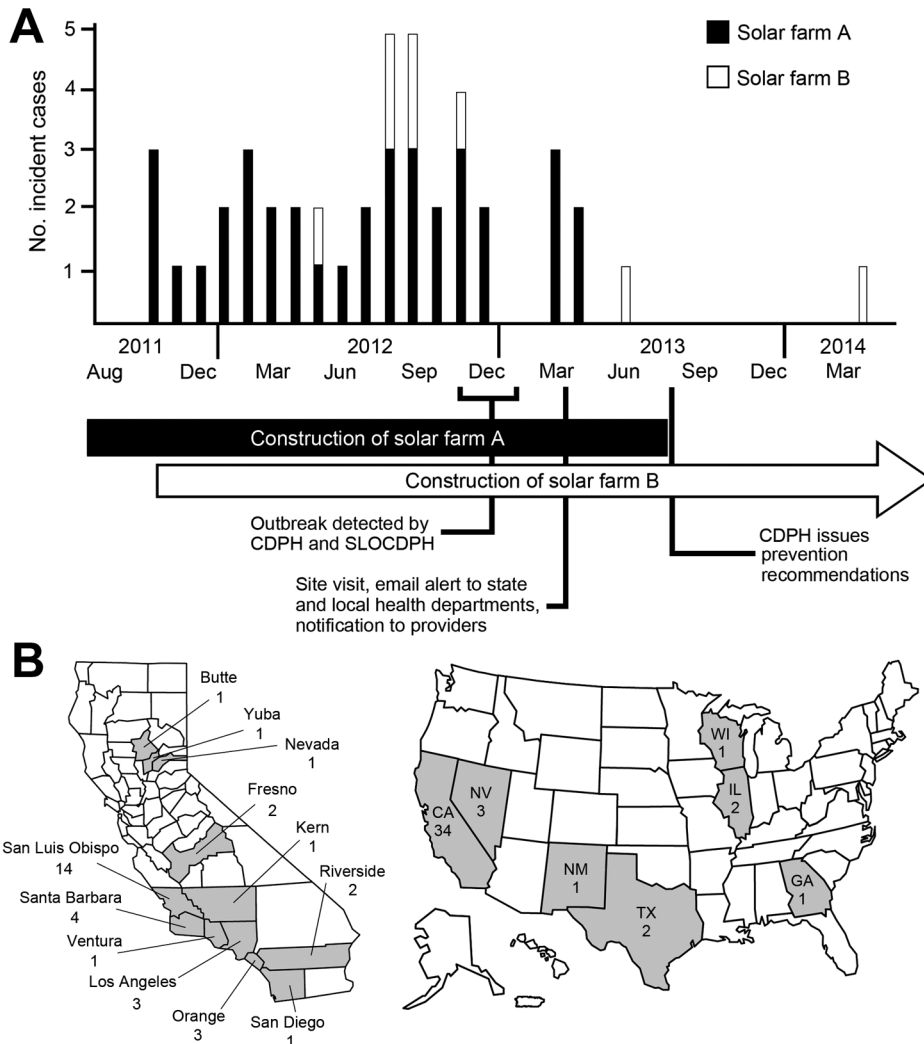 A
Solar farm A
Solar farm B
No. incident cases
5
4
3
2
1
2011 2012 2013 2014
Aug Dec Mar Jun Sep Dec Mar Jun Sep Dec Mar
Construction of solar farm A
Construction of solar farm B
Outbreak detected by
CDPH and SLOCDPH
CDPH issues
prevention
recommendations
Site visit, email alert to state
and local health departments,
notification to providers
B
Butte
1
Yuba
1
Nevada
1
Fresno
2
Kern
1
San Luis Obispo
14
Riverside
2
Santa Barbara
4
Ventura
1
Los Angeles
3
Orange
3
San Diego
1
WI
1
IL
2
NV
3
CA
34
NM
1
TX
2
GA
1